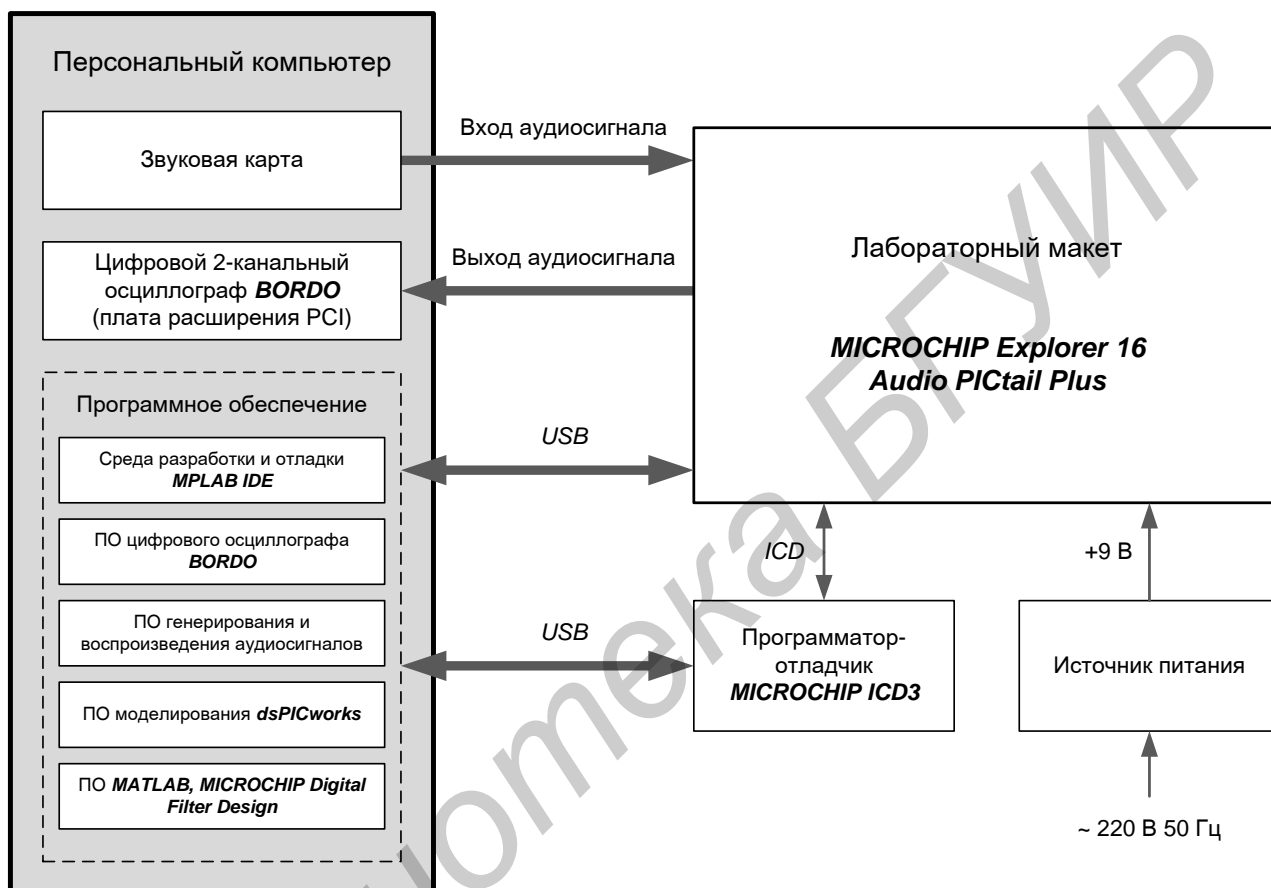 Персональный компьютер
Звуковая карта
Цифровой 2-канальный
осциллограф BORDO
(плата расширения PCI)
Программное обеспечение
Среда разработки и отладки
MPLAB IDE
ПО цифрового осциллографа
BORDO
ПО генерирования и
воспроизведения аудиосигналов
ПО моделирования dsPICworks
ПО MATLAB, MICROCHIP Digital
Filter Design
Вход аудиосигнала
Выход аудиосигнала
USB
USB
Лабораторный макет
MICROCHIP Explorer 16
Audio PICtail Plus
ICD
+9 В
Программатор-
отладчик
MICROCHIP ICD3
Источник питания
~ 220 В 50 Гц
БГУИР